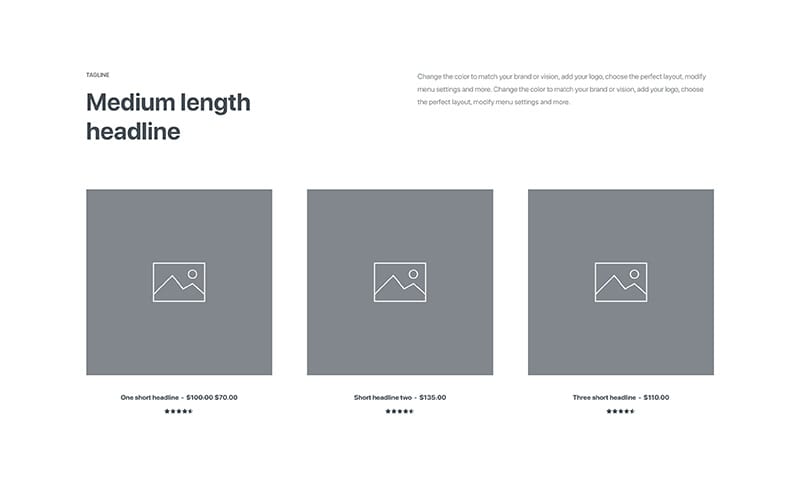 TAGLINE
Medium length
headline
Change the color to match your brand or vision, add your logo, choose the perfect layout, modify
menu settings and more. Change the color to match your brand or vision, add your logo, choose
the perfect layout, modify menu settings and more.
One short headline - $100.00 $70.00
Short headline two - $135.00
Three short headline - $110.00